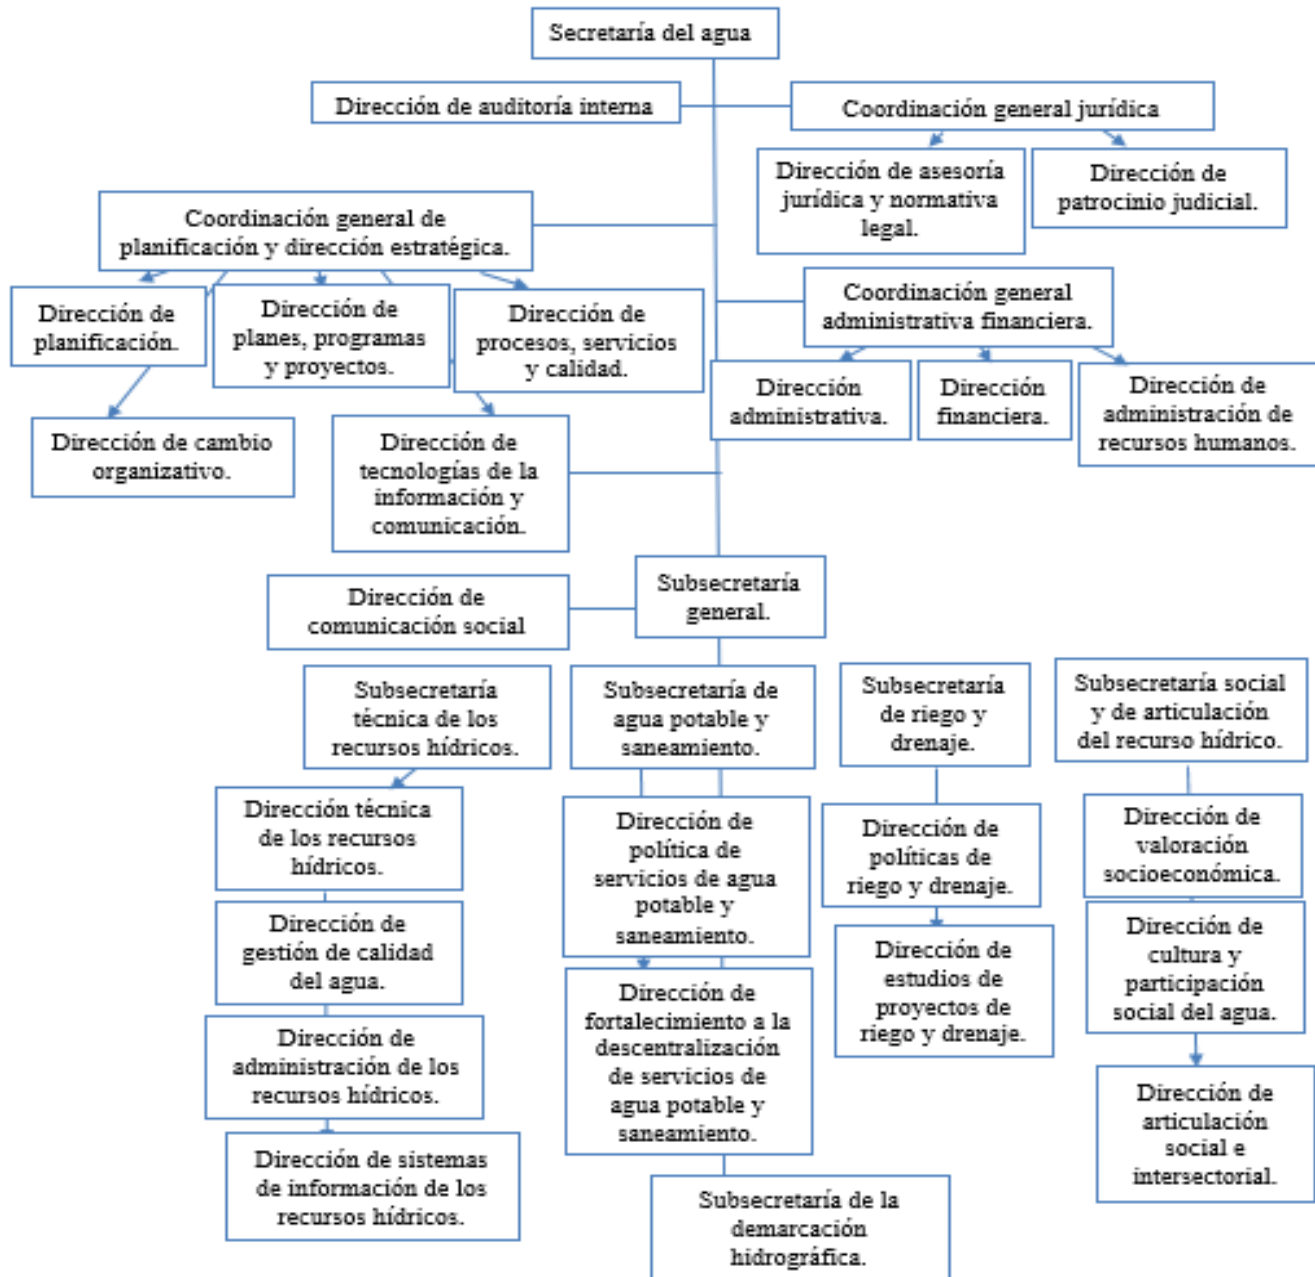 Secretaría del agua
Dirección de auditoría interna
Coordinación general jurídica
Dirección de asesoría
jurídica y normativa
legal.
Dirección de
patrocinio judicial.
Coordinación general de
planificación y dirección estratégica.
Dirección de
planificación.
Dirección de
planes, programas
y proyectos.
Dirección de
procesos, servicios
y calidad.
Coordinación general
administrativa financiera.
Dirección
administrativa.
Dirección
financiera.
Dirección de
administración de
recursos humanos.
Dirección de cambio
organizativo.
Dirección de
tecnologías de la
información y
comunicación.
Subsecretaría
general.
Dirección de
comunicación social
Subsecretaría
técnica de los
recursos hídricos.
Subsecretaría de
agua potable y
saneamiento.
Subsecretaría
de riego y
drenaje.
Subsecretaría social
y de articulación
del recurso hídrico.
Dirección técnica
de los recursos
hídricos.
Dirección de
política de
servicios de agua
potable y
saneamiento.
Dirección de
políticas de
riego y drenaje.
Dirección de
valoración
socioeconómica.
Dirección de
gestión de calidad
del agua.
Dirección de
estudios de
proyectos de
riego y drenaje.
Dirección de
cultura y
participación
social del agua.
Dirección de
administración de los
recursos hídricos.
Dirección de
fortalecimiento a la
descentralización
de servicios de
agua potable y
saneamiento.
Dirección de
articulación
social e
intersectorial.
Dirección de sistemas
de información de los
recursos hídricos.
Subsecretaría de la
demarcación
hidrográfica.